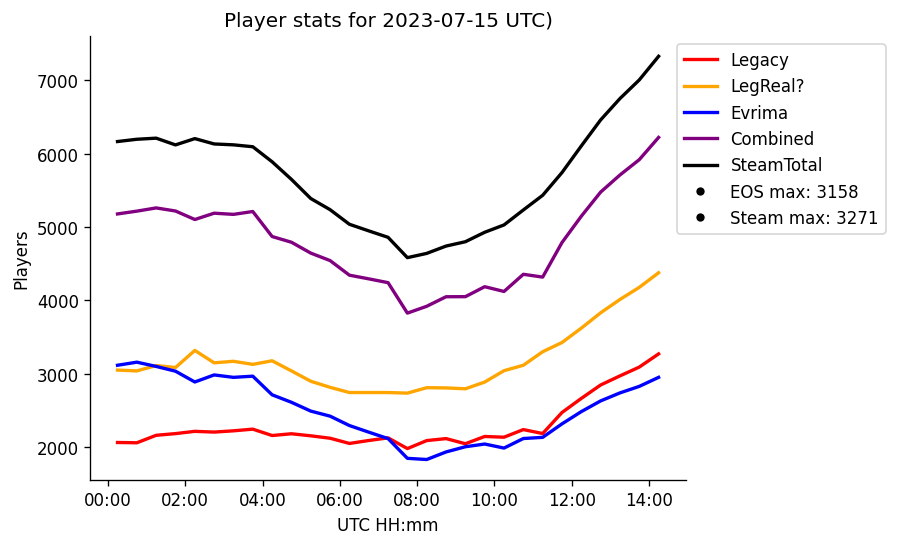 Player stats for 2023-07-15 UTC)
Players
7000
6000
5000
4000
3000
2000
00:00 02:00 04:00 06:00 08:00 10:00 12:00 14:00
UTC HH:mm
Legacy
LegReal?
Evrima
Combined
SteamTotal
EOS max: 3158
Steam max: 3271